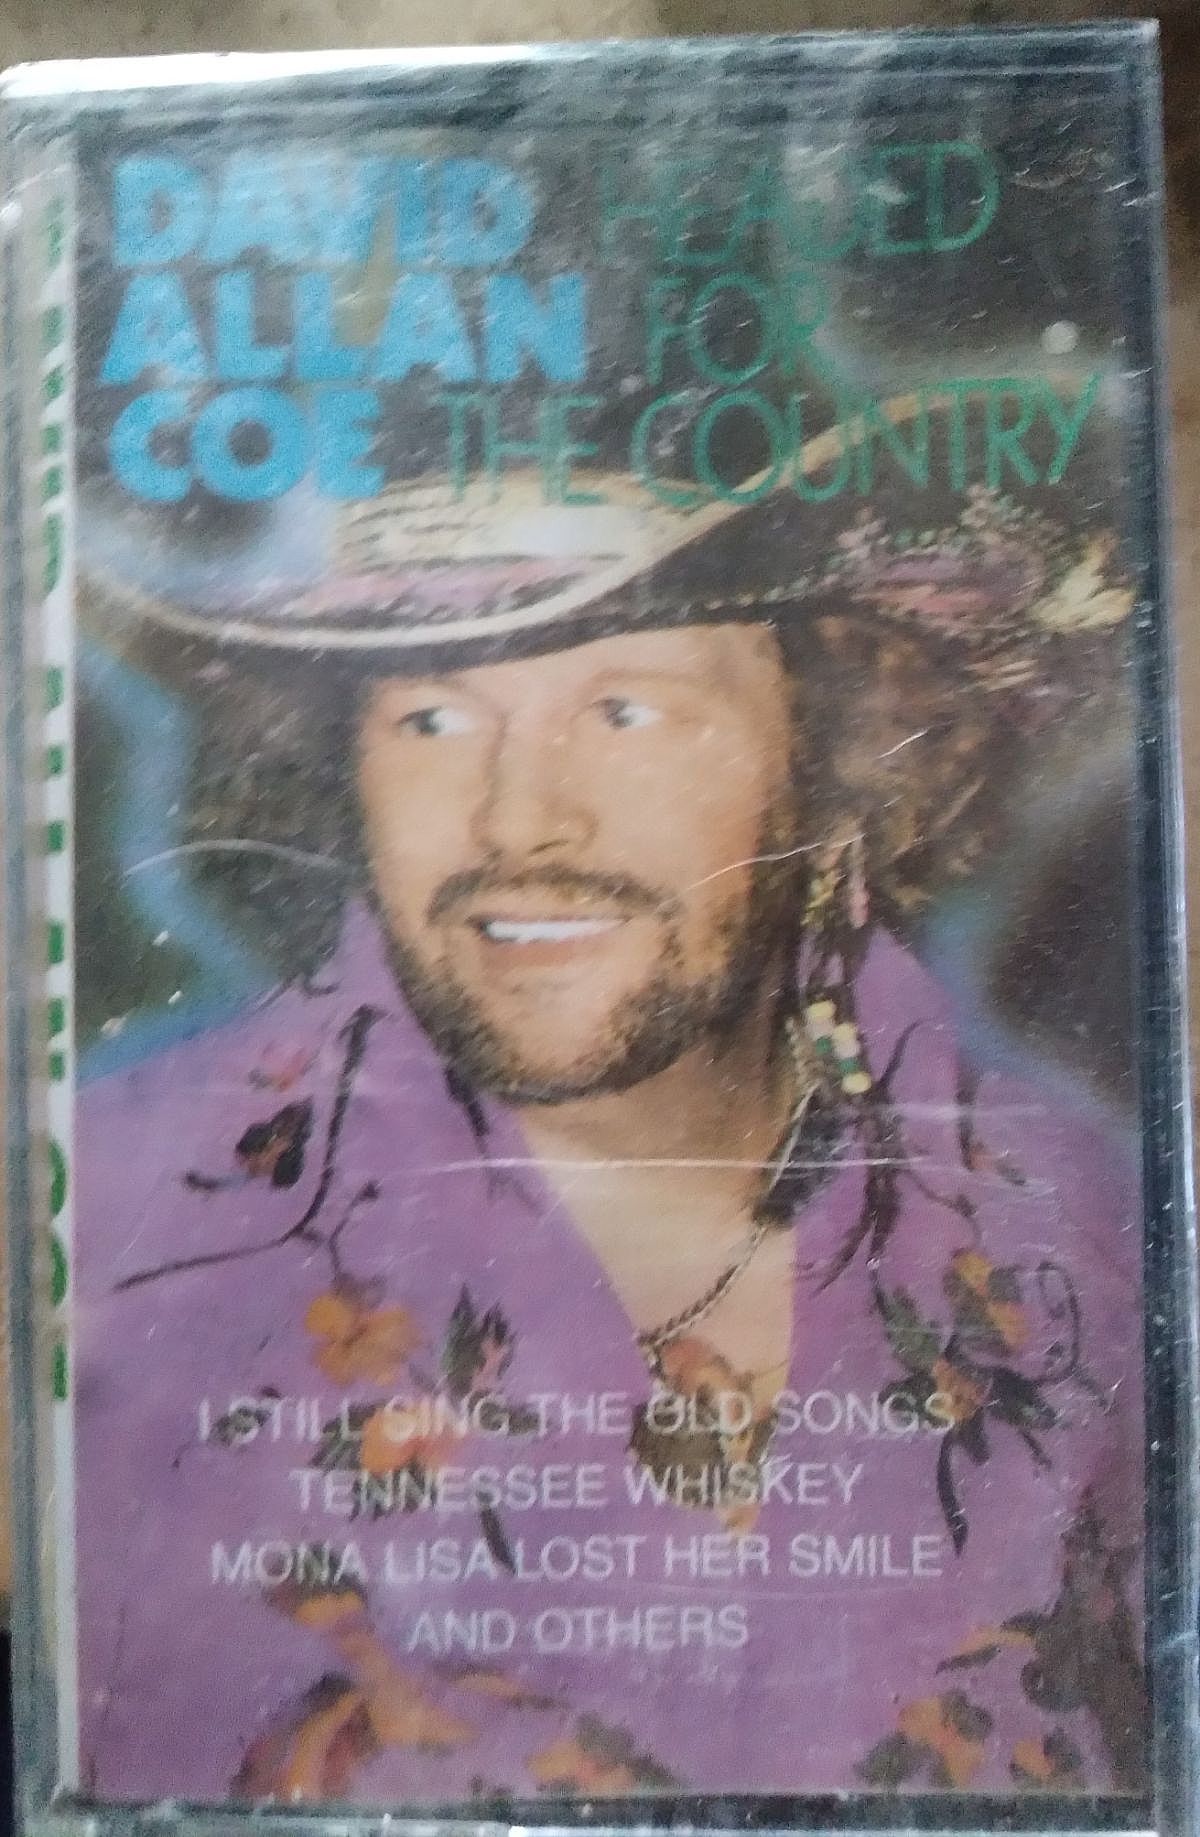 DAVID
ALLAN
COE
HEADED
FOR
THE COUNTRY
I STILL SING THE OLD SONGS
TENNESSEE WHISKEY
MONA LISA LOST HER SMILE
AND OTHERS